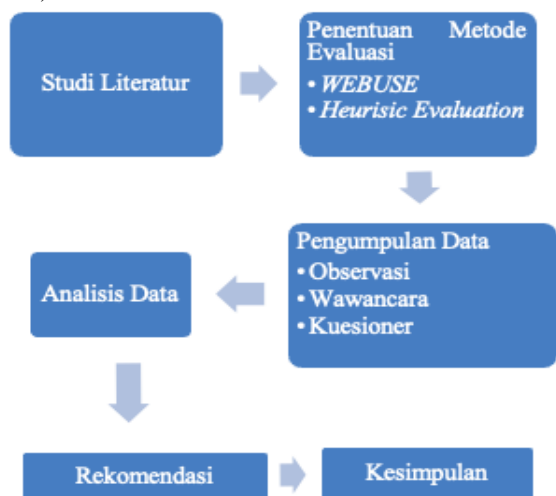 Studi Literatur
Penentuan Metode
Evaluasi
• WEBUSE
• Heurisic Evaluation
Pengumpulan Data
• Observasi
• Wawancara
• Kuesioner
Analisis Data
Rekomendasi
Kesimpulan